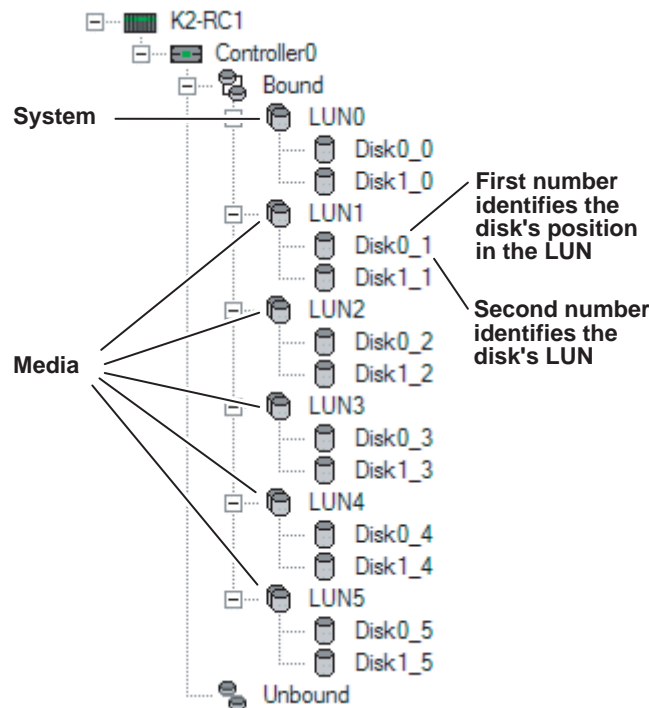 K2-RC1
Controller0
Bound
System
LUN0
Disk0_0
Disk1_0
First number
identifies the
disk's position
in the LUN
LUN1
Disk0_1
Disk1_1
Second number
identifies the
disk's LUN
LUN2
Disk0_2
Disk1_2
Media
LUN3
Disk0_3
Disk1_3
LUN4
Disk0_4
Disk1_4
LUN5
Disk0_5
Disk1_5
Unbound